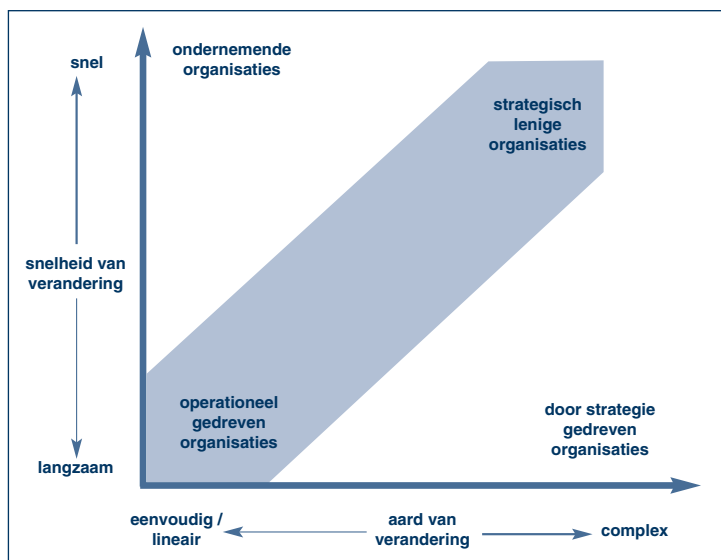 snel
ondernemende
organisaties
strategisch
lenige
organisaties
snelheid van
verandering
operationeel
gedreven
organisaties
door strategie
gedreven
organisaties
langzaam
eenvoudig /
lineair
aard van
verandering
complex